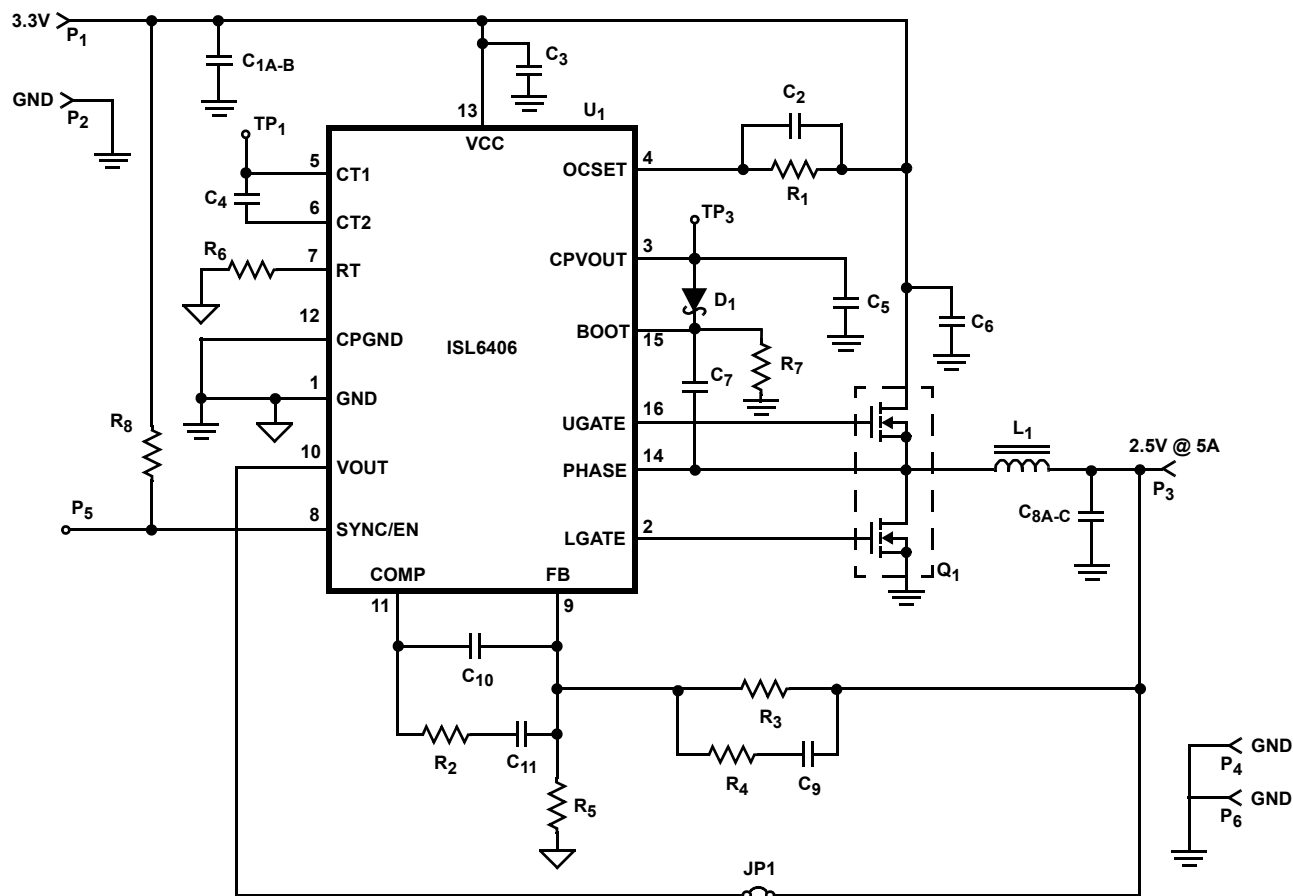 3.3V
P1
C1A-B
C3
GND
P2
13
U1
C2
TP1
VCC
5
CT1
OCSET
4
R1
C4
6
CT2
TP3
R6
7
RT
CPVOUT
3
D1
C5
12
CPGND
ISL6406
BOOT
15
C6
R7
C7
1
GND
R8
UGATE
16
L1
10
VOUT
PHASE
14
2.5V @ 5A
P3
P5
8
SYNC/EN
LGATE
2
C8A-C
Q1
COMP
FB
11
9
C10
R3
R2
C11
R4
C9
GND
P4
R5
GND
P6
JP1